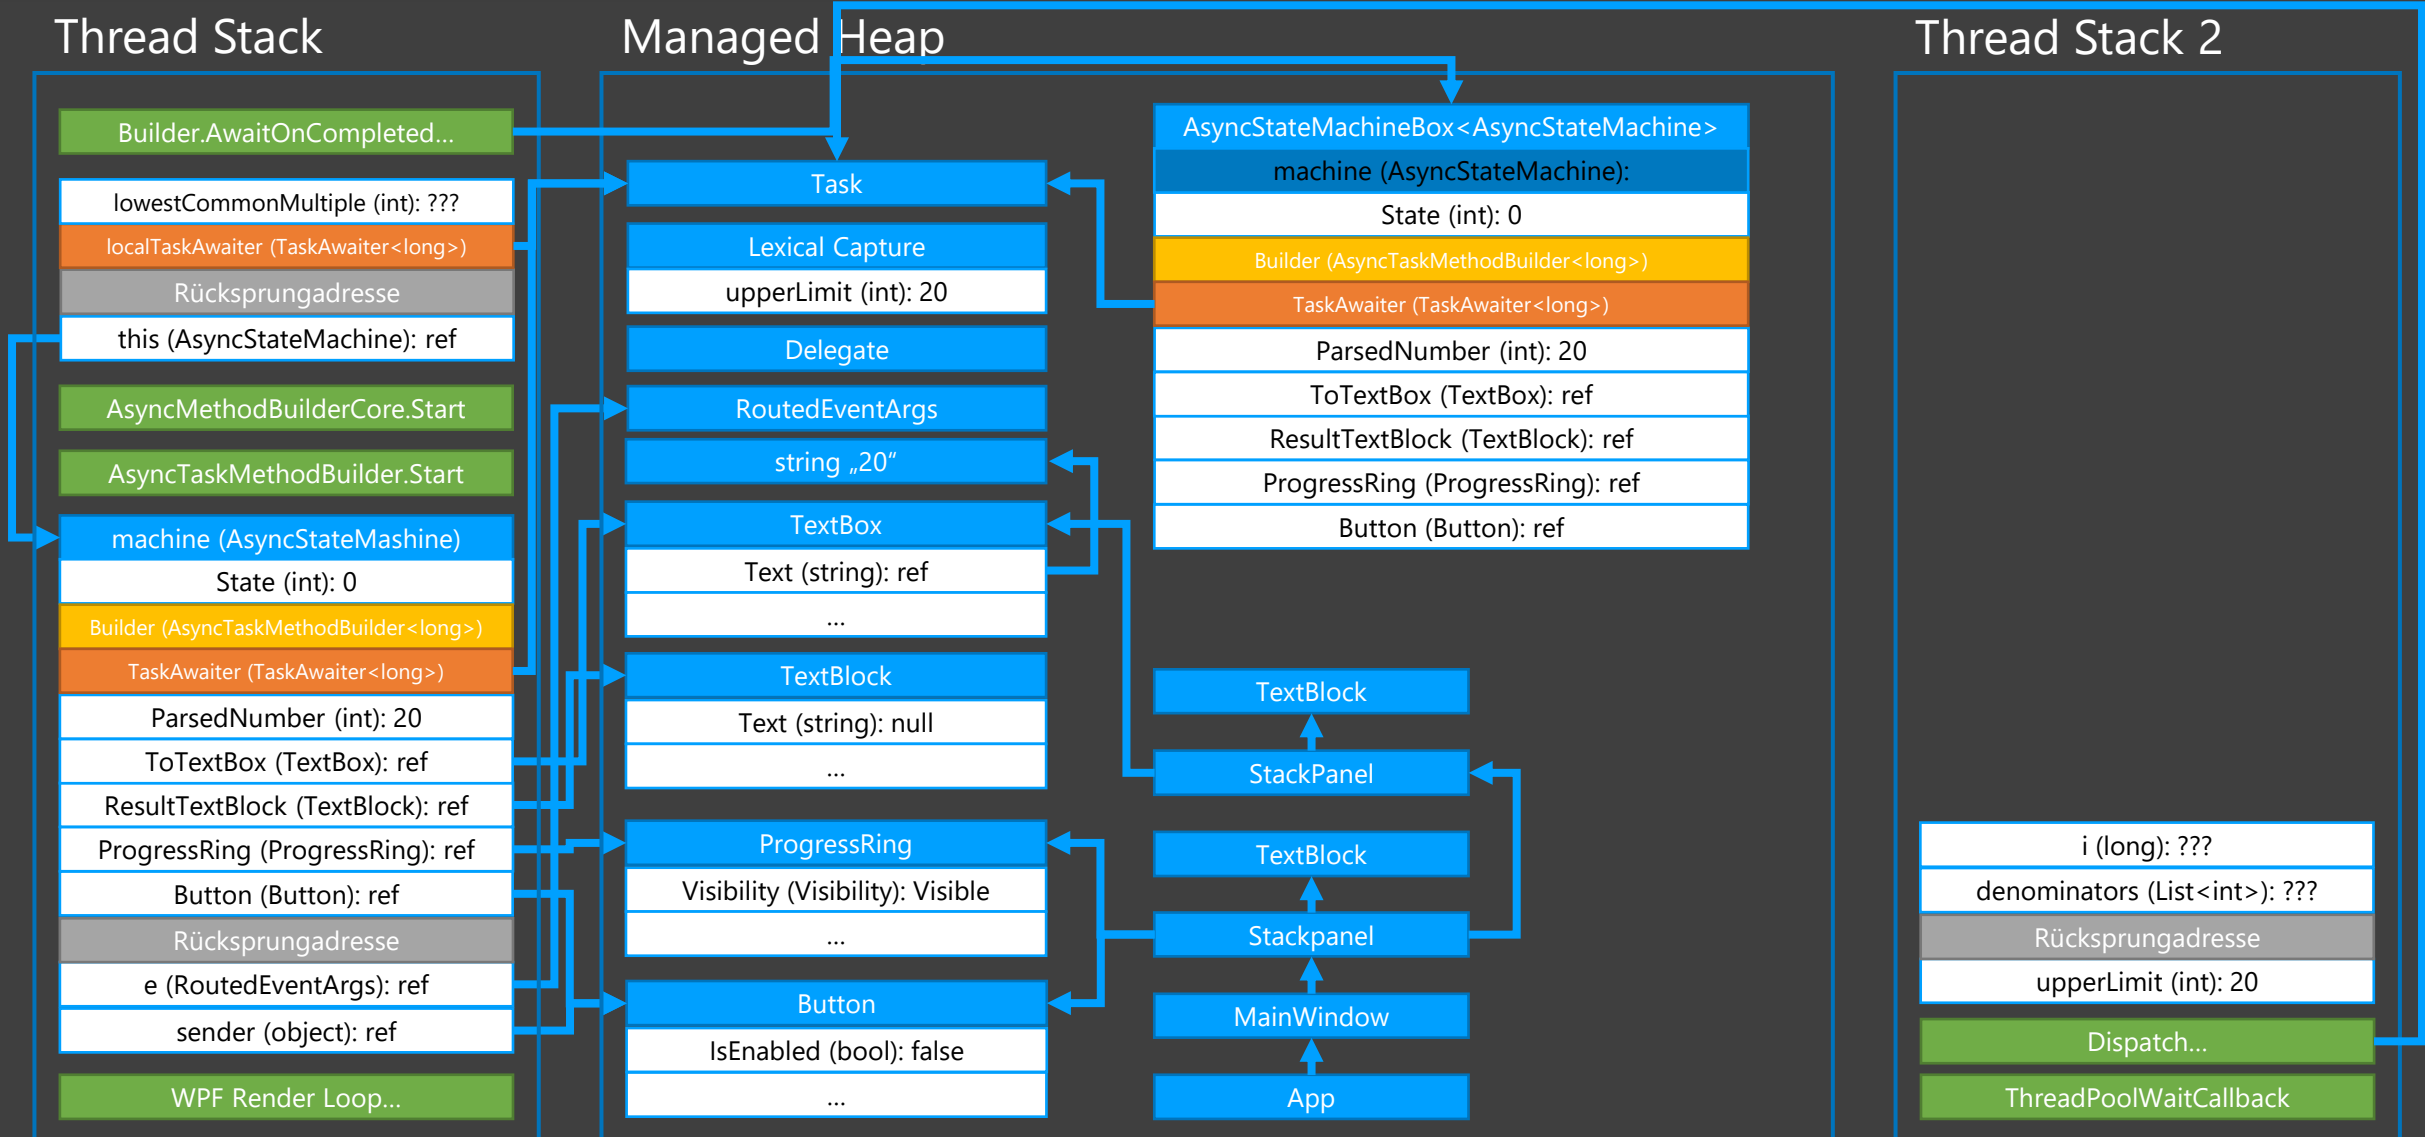 Thread Stack
Builder.AwaitOnCompleted...
lowestCommonMultiple (int): ???
localTaskAwaiter (TaskAwaiter<long>)
Rücksprungadresse
this (AsyncStateMachine): ref
AsyncMethodBuilderCore.Start
AsyncTaskMethodBuilder.Start
machine (AsyncStateMashine)
State (int): 0
Builder (AsyncTaskMethodBuilder<long>)
TaskAwaiter (TaskAwaiter<long>)
ParsedNumber (int): 20
ToTextBox (TextBox): ref
ResultTextBlock (TextBlock): ref
ProgressRing (ProgressRing): ref
Button (Button): ref
Rücksprungadresse
e (RoutedEventArgs): ref
sender (object): ref
WPF Render Loop...
Managed Heap
Task
Lexical Capture
upperLimit (int): 20
Delegate
RoutedEventArgs
string „20“
TextBox
Text (string): ref
...
TextBlock
Text (string): null
...
ProgressRing
Visibility (Visibility): Visible
...
Button
IsEnabled (bool): false
...
AsyncStateMachineBox<AsyncStateMachine>
machine (AsyncStateMachine):
State (int): 0
Builder (AsyncTaskMethodBuilder<long>)
TaskAwaiter (TaskAwaiter<long>)
ParsedNumber (int): 20
ToTextBox (TextBox): ref
ResultTextBlock (TextBlock): ref
ProgressRing (ProgressRing): ref
Button (Button): ref
TextBlock
StackPanel
TextBlock
Stackpanel
MainWindow
App
Thread Stack 2
i (long): ???
denominators (List<int>): ???
Rücksprungadresse
upperLimit (int): 20
Dispatch...
ThreadPoolWaitCallback